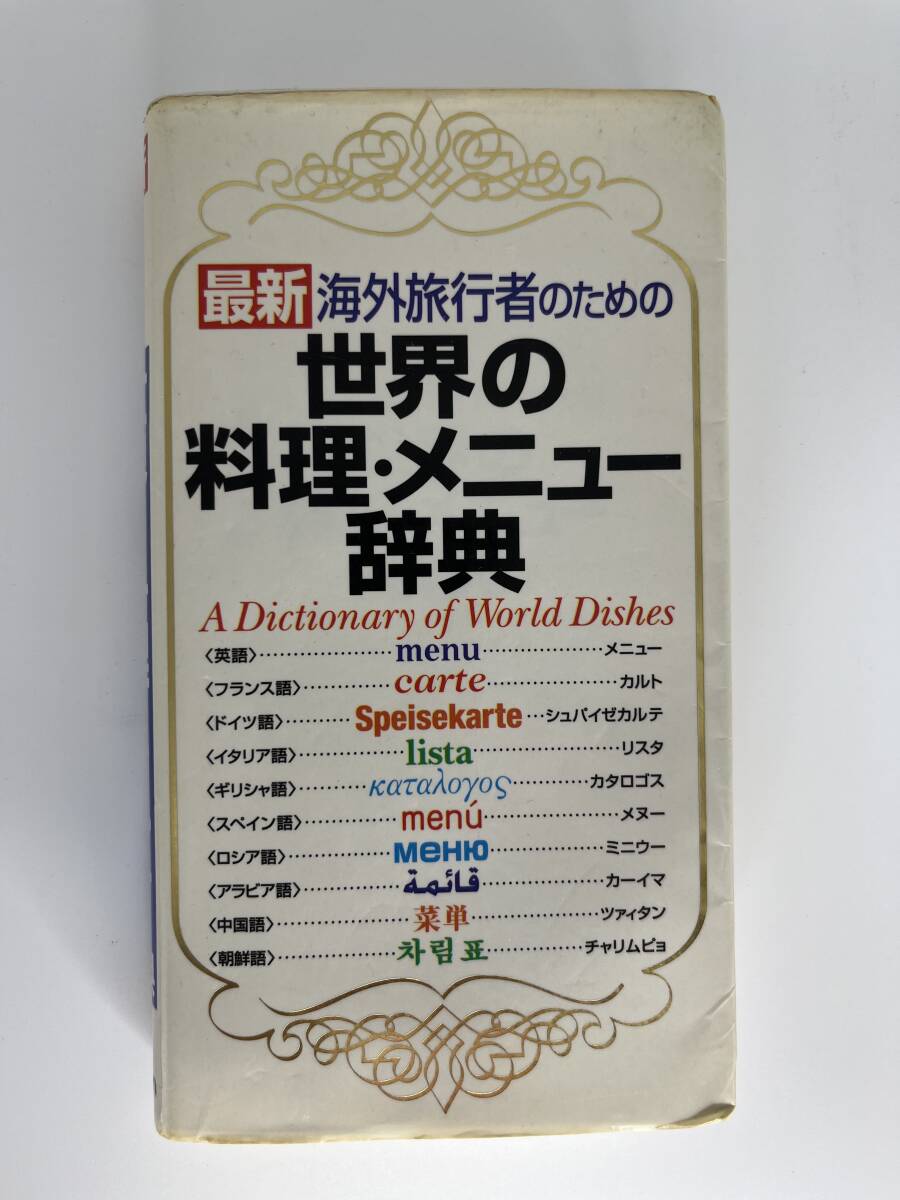 最新 海外旅行者のための
世界の
料理・メニュー
辞典
A Dictionary of World Dishes
〈英語〉 menu メニュー
〈フランス語〉 carte カルト
〈ドイツ語〉 Speisekarte シュパイゼカルテ
〈イタリア語〉 lista リスタ
〈ギリシャ語〉 καταλογος カタロゴス
〈スペイン語〉 menú メヌー
〈ロシア語〉 меню ミニウー
〈アラビア語〉 قائمة カーイマ
〈中国語〉 菜単 ツァィタン
〈朝鮮語〉 차림표 チャリムピョ